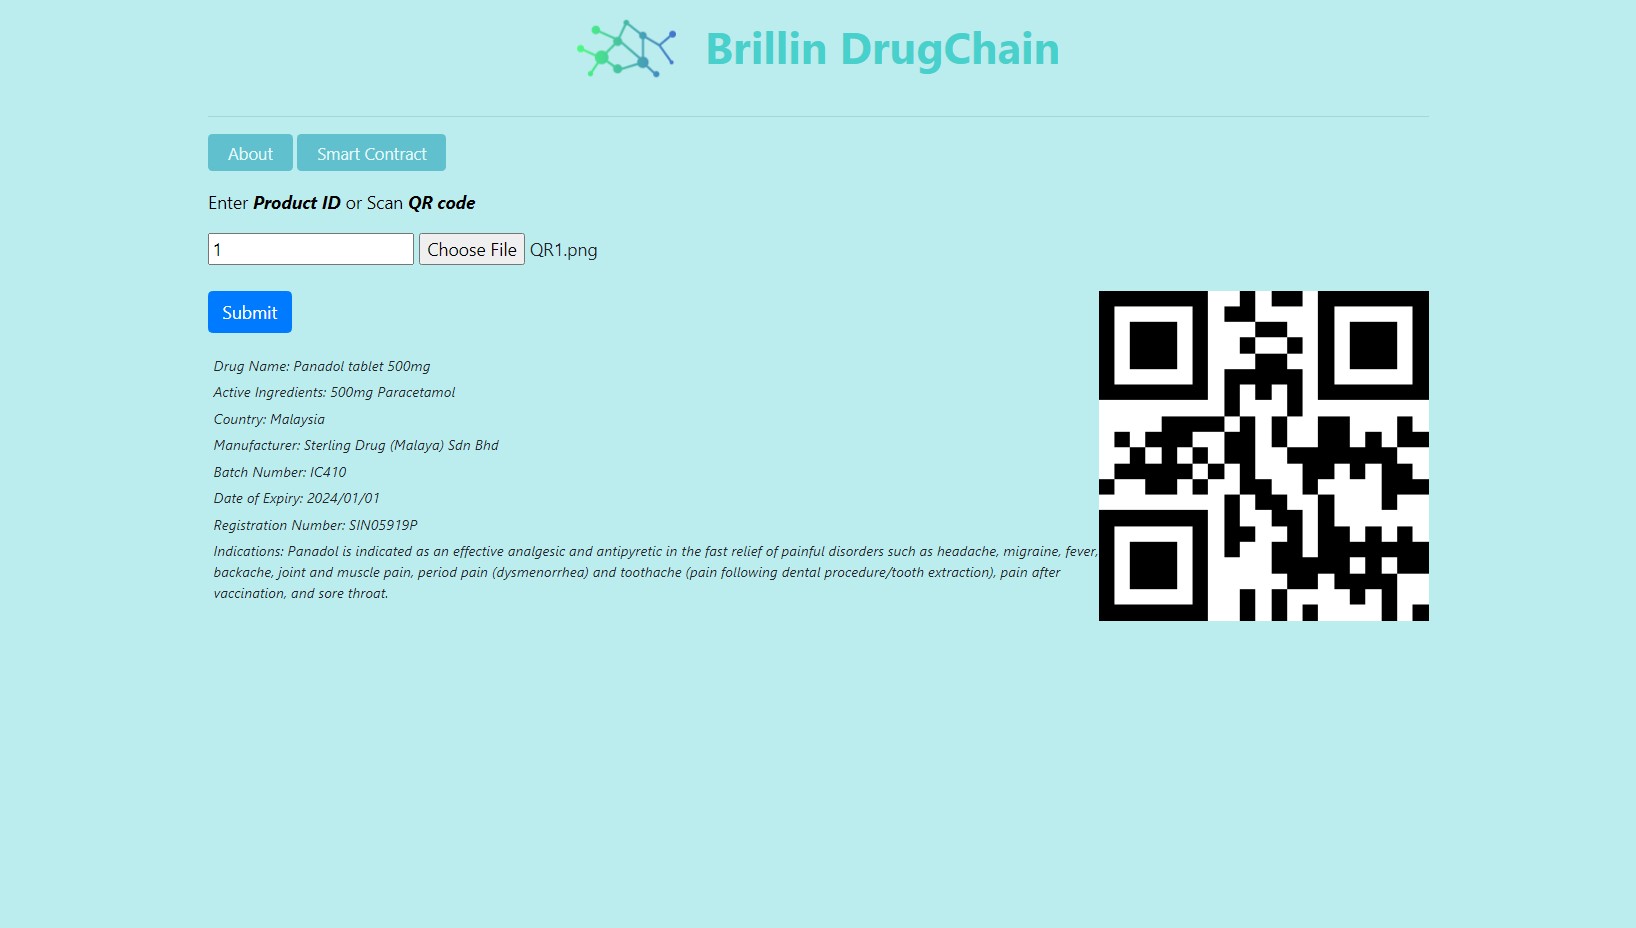 Brillin DrugChain
About Smart Contract
Enter Product ID or Scan QR code
1 Choose File QR1.png
Submit
Drug Name: Panadol tablet 500mg
Active Ingredients: 500mg Paracetamol
Country: Malaysia
Manufacturer: Sterling Drug (Malaya) Sdn Bhd
Batch Number: IC410
Date of Expiry: 2024/01/01
Registration Number: SIN05919P
Indications: Panadol is indicated as an effective analgesic and antipyretic in the fast relief of painful disorders such as headache, migraine, fever,
backache, joint and muscle pain, period pain (dysmenorrhea) and toothache (pain following dental procedure/tooth extraction), pain after
vaccination, and sore throat.